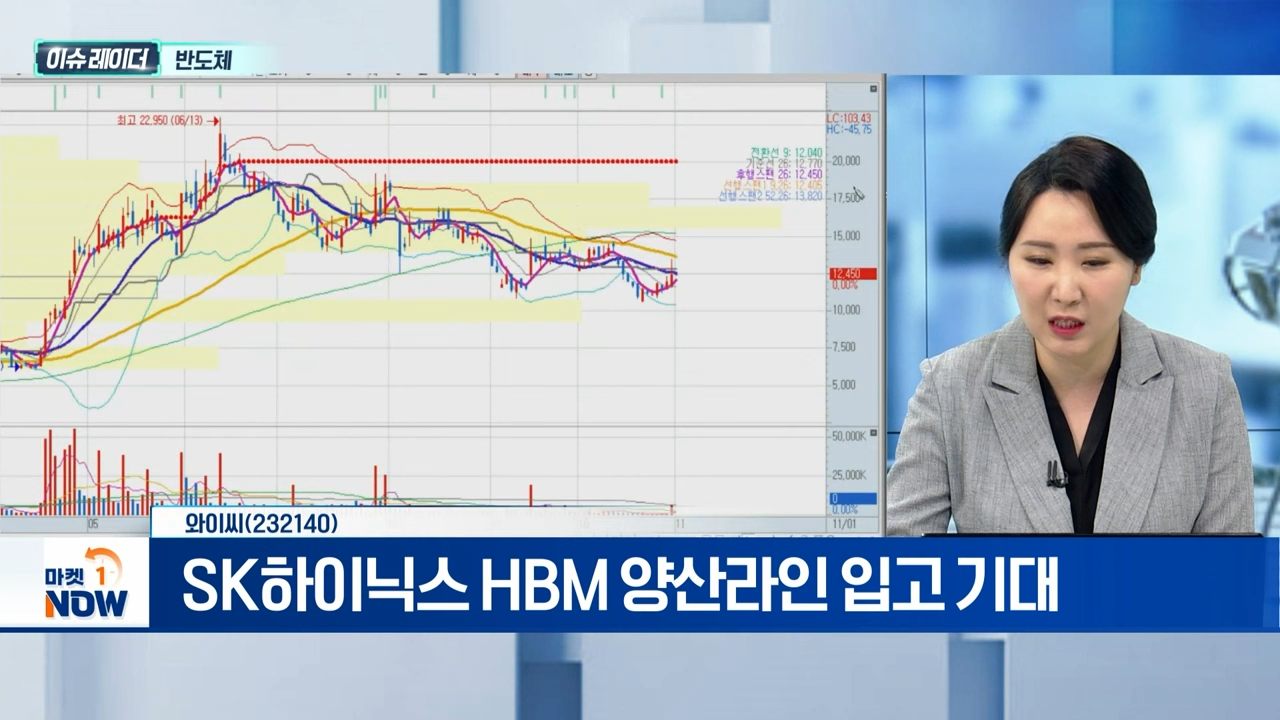 이슈 레이더 반도체
최고 22,950 (06/13)
LC:103,43
HC:-45,75
전환선 9: 12,040
기준선 26: 12,770
후행스팬 26: 12,450
선행스팬1 9,26: 12,405
선행스팬2 52,26: 13,820
20,000
17,500
15,000
12,450
0,00%
10,000
7,500
5,000
50,000K
25,000K
0
0,00%
05
11
11/01
와이씨(232140)
마켓 1
NOW
SK하이닉스 HBM 양산라인 입고 기대